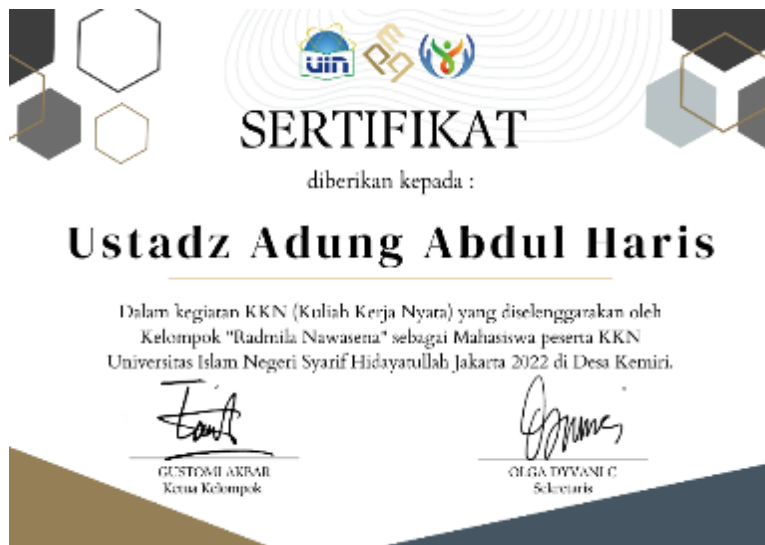 uin
SERTIFIKAT
diberikan kepada :
Ustadz Adung Abdul Haris
Dalam kegiatan KKN (Kuliah Kerja Nyata) yang diselenggarakan oleh
Kelompok "Radmila Nawasena" sebagai Mahasiswa peserta KKN
Universitas Islam Negeri Syarif Hidayatullah Jakarta 2022 di Desa Kemiri.
GUSTOMI AKBAR
Ketua Kelompok
OLGA DYVANI C
Sekretaris